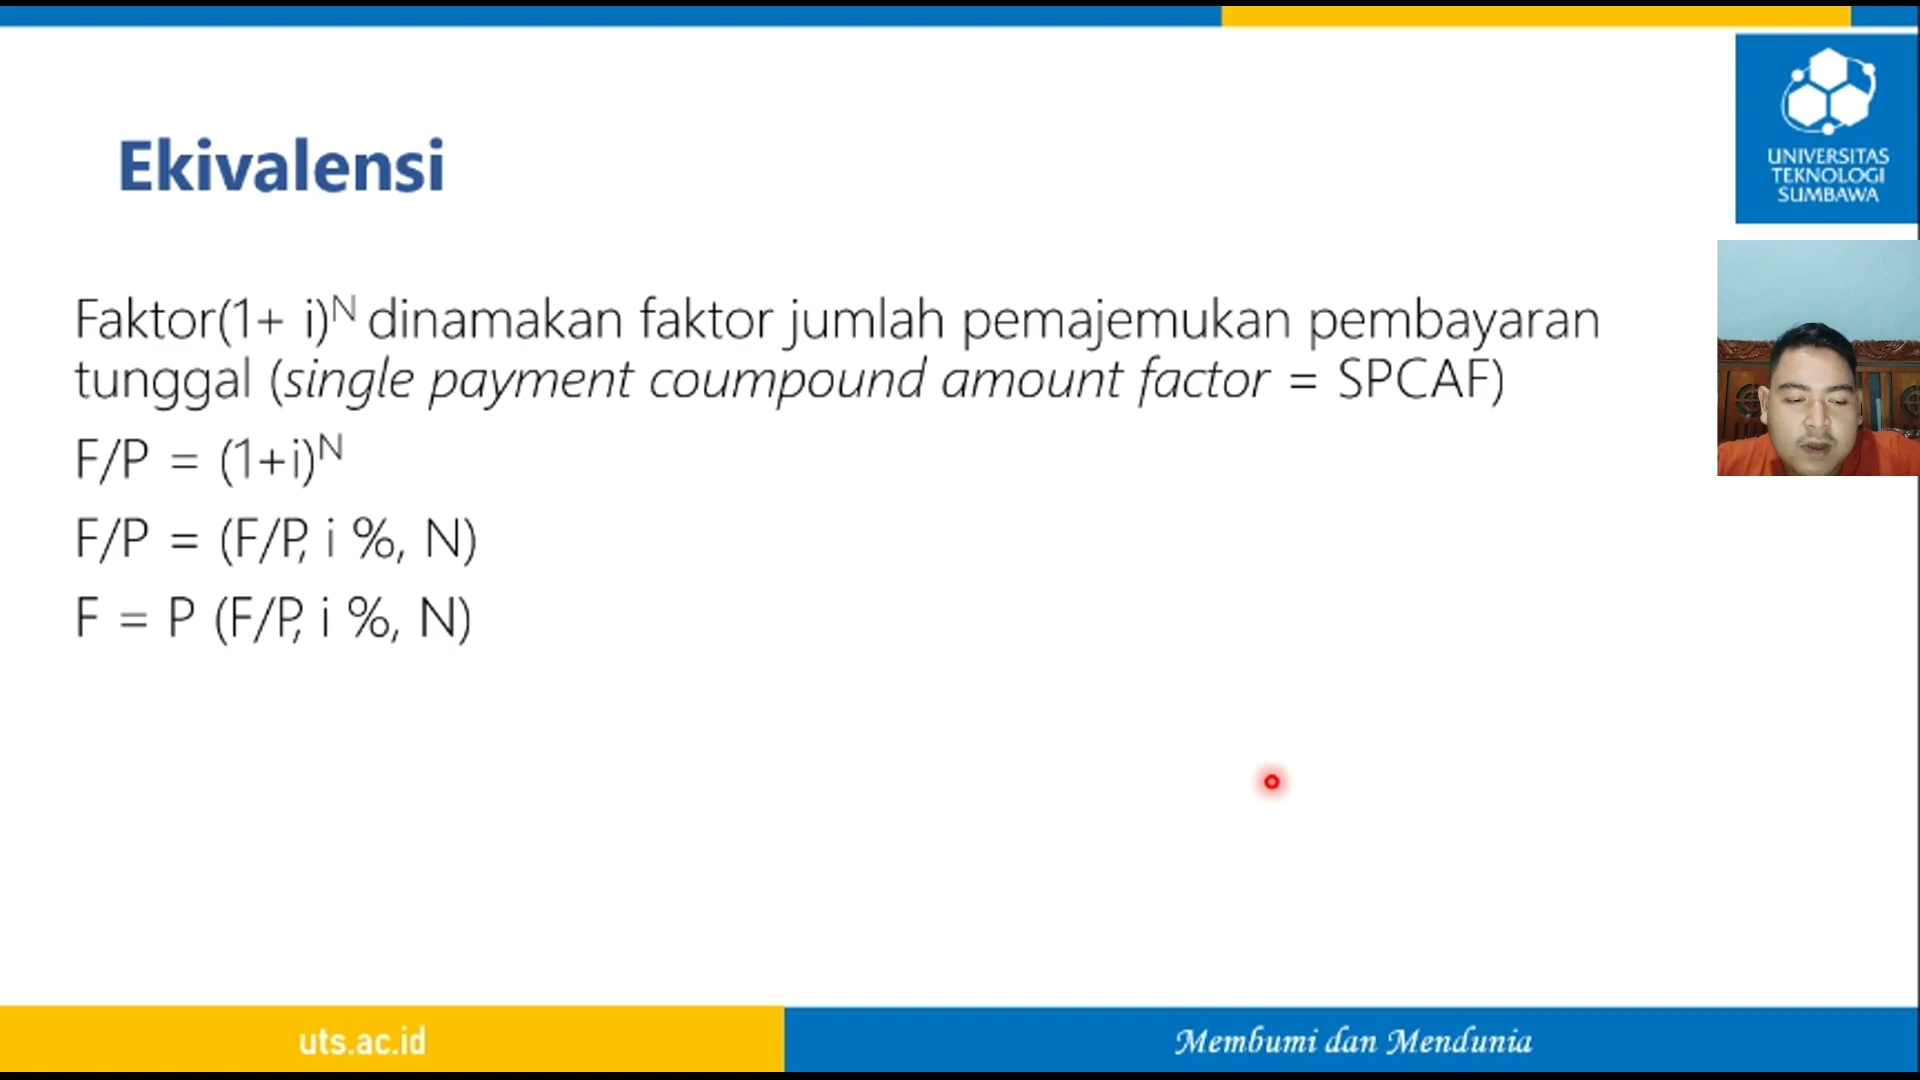 UNIVERSITAS
TEKNOLOGI
SUMBAWA
Ekivalensi
Faktor(1+ i)ᴺ dinamakan faktor jumlah pemajemukan pembayaran
tunggal (single payment coumpound amount factor = SPCAF)
F/P = (1+i)ᴺ
F/P = (F/P, i %, N)
F = P (F/P, i %, N)
uts.ac.id
Membumi dan Mendunia